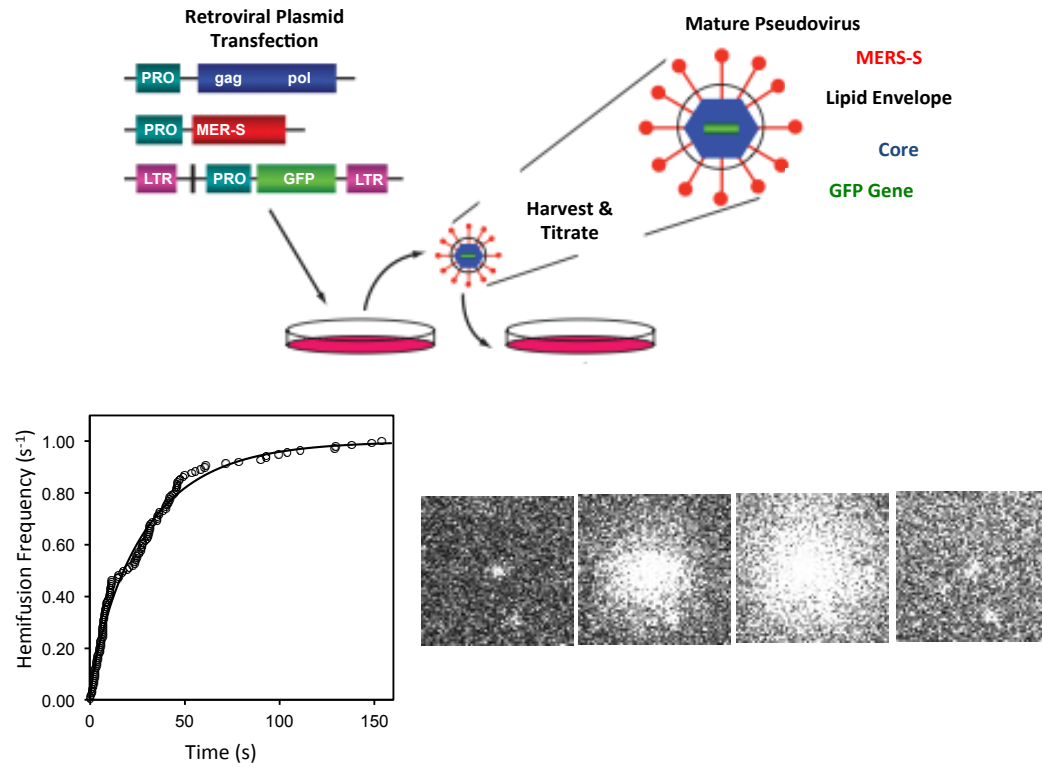 Retroviral Plasmid
Transfection
PRO gag pol
PRO MER-S
LTR PRO GFP LTR
Mature Pseudovirus
MERS-S
Lipid Envelope
Core
GFP Gene
Harvest &
Titrate
Hemifusion Frequency (s⁻¹)
1.00
0.80
0.60
0.40
0.20
0.00
0 50 100 150
Time (s)